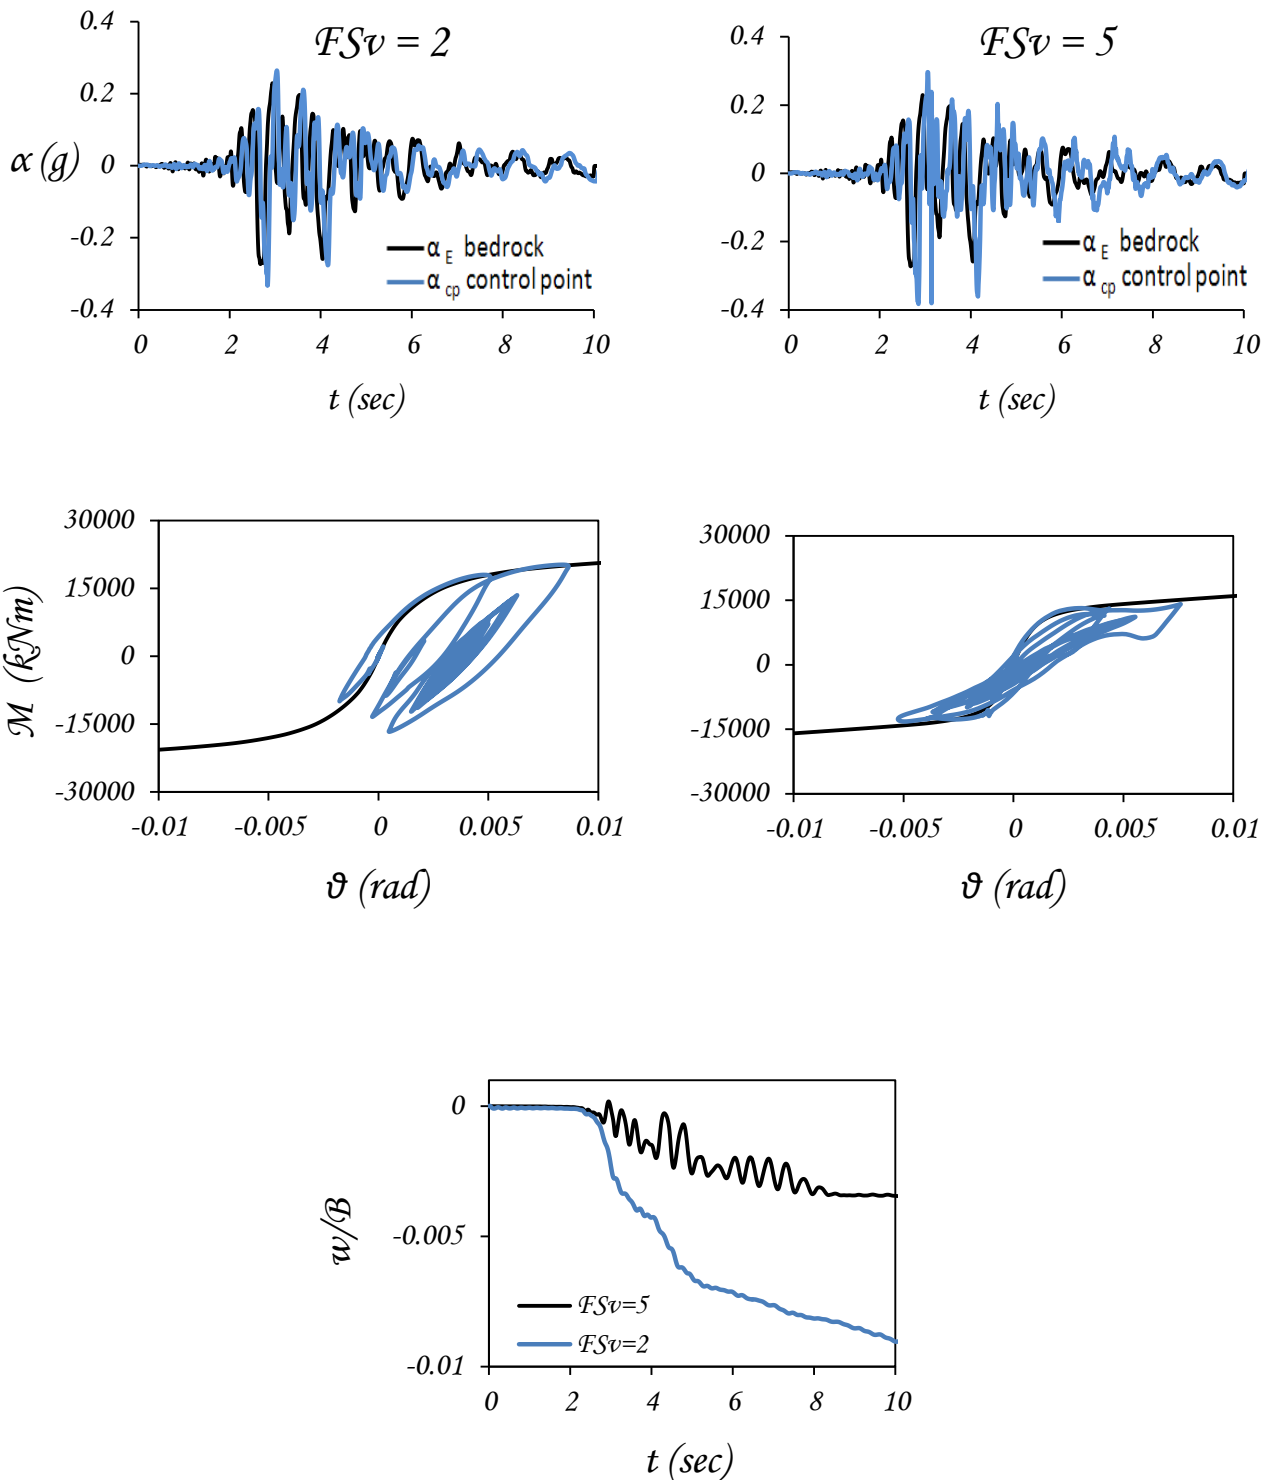 FSv = 2
0.4
0.2
α (g)
0
-0.2
-0.4
α E bedrock
α cp control point
0 2 4 6 8 10
t (sec)
FSv = 5
0.4
0.2
0
-0.2
-0.4
α E bedrock
α cp control point
0 2 4 6 8 10
t (sec)
30000
15000
M (kNm)
0
-15000
-30000
-0.01 -0.005 0 0.005 0.01
ϑ (rad)
30000
15000
0
-15000
-30000
-0.01 -0.005 0 0.005 0.01
ϑ (rad)
0
w/B
-0.005
-0.01
FSv=5
FSv=2
0 2 4 6 8 10
t (sec)